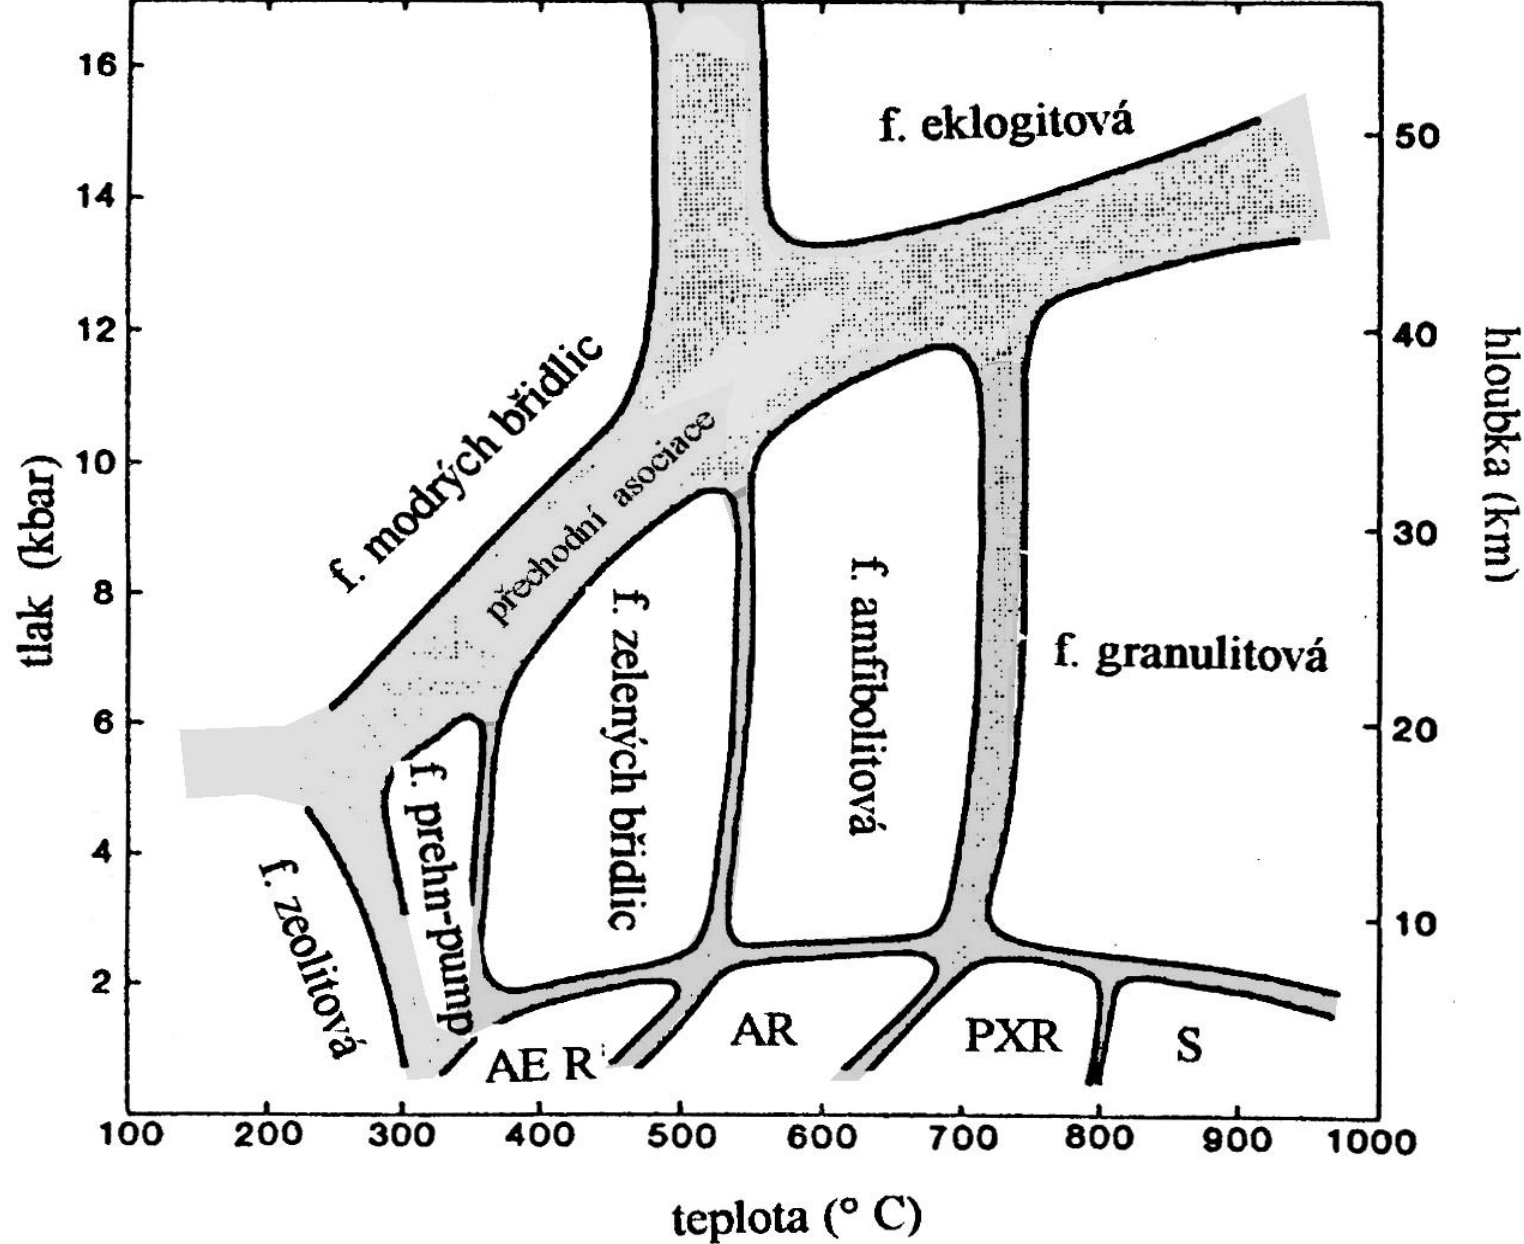 16
14
12
10
8
6
4
2
tlak (kbar)
f. eklogitová
f. modrých břidlic
přechodní asociace
f. zelených břidlic
f. amfibolitová
f. granulitová
f. prehn-pump
f. zeolitová
AE R
AR
PXR
S
50
40
30
20
10
hloubka (km)
100 200 300 400 500 600 700 800 900 1000
teplota (° C)